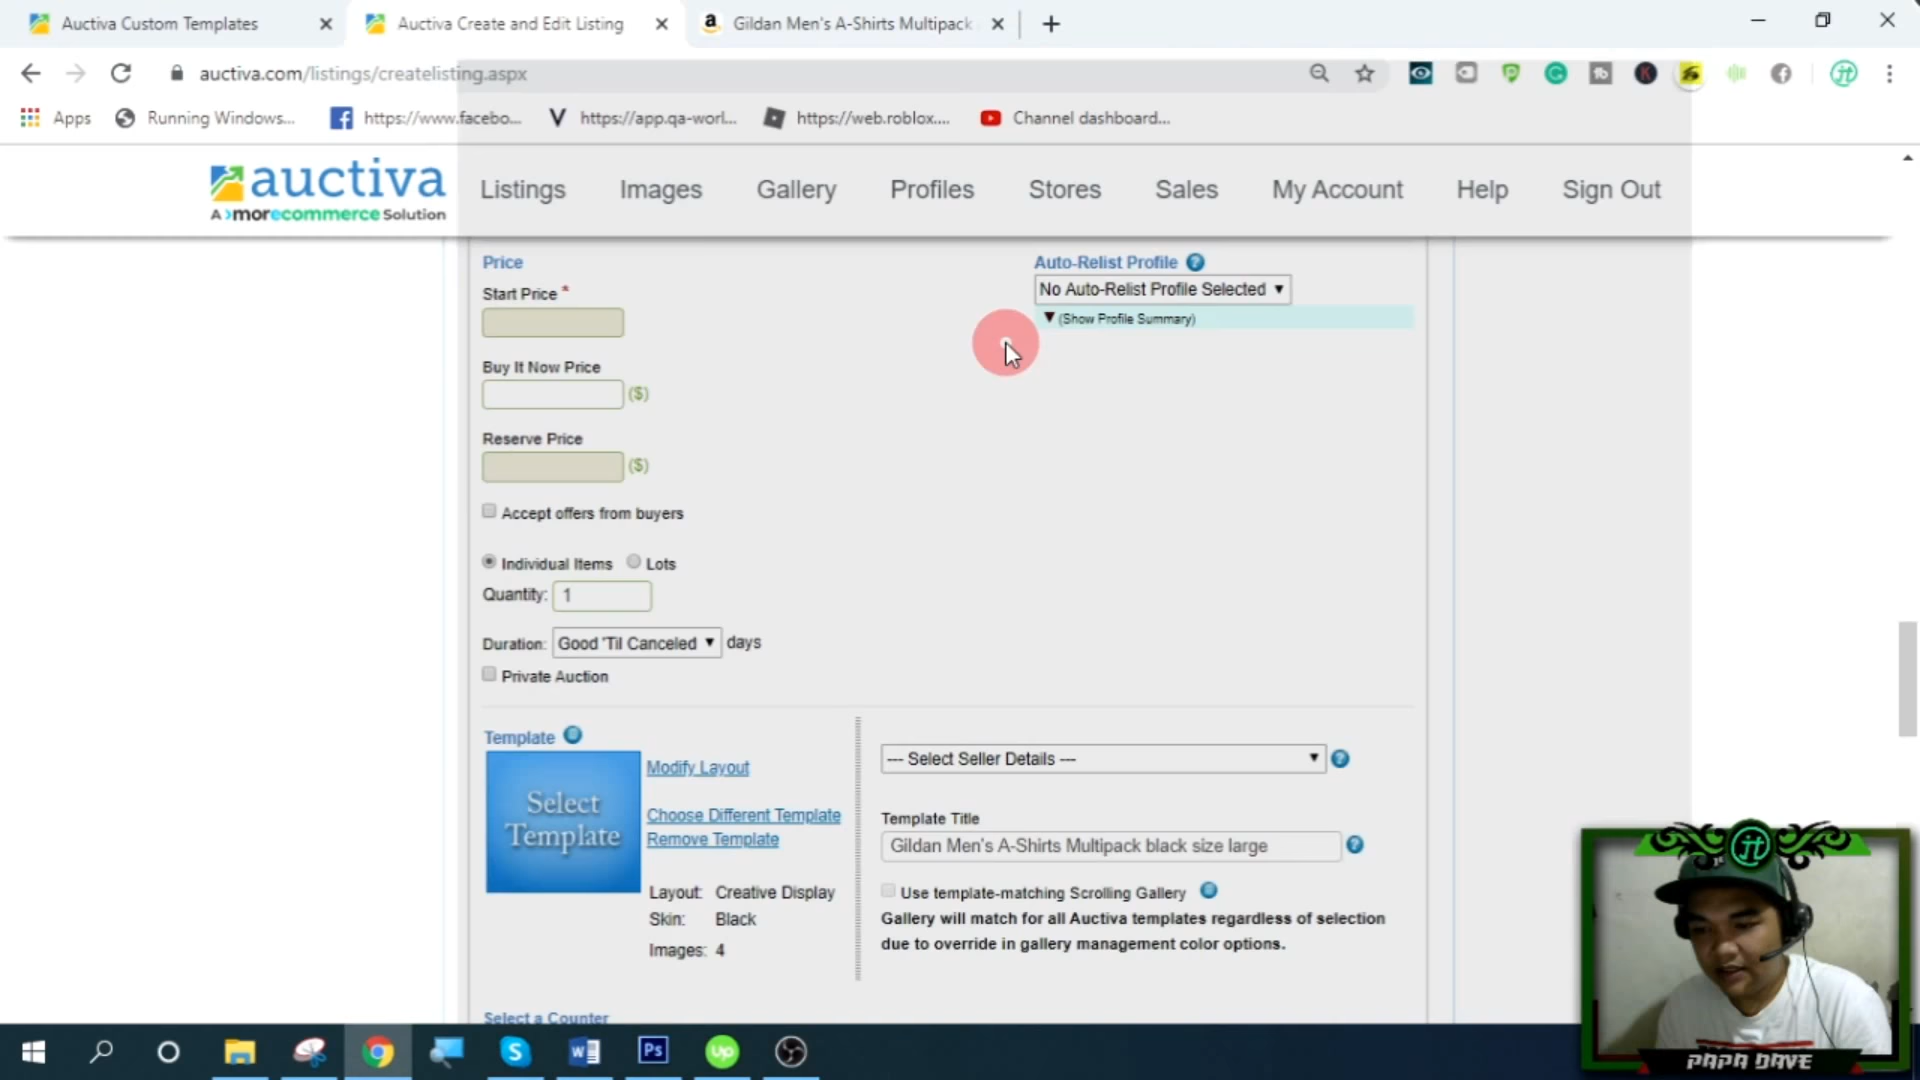 Auctiva Custom Templates
Auctiva Create and Edit Listing
a Gildan Men's A-Shirts Multipack
auctiva.com/listings/createlisting.aspx
Apps
Running Windows...
https://www.facebo...
https://app.qa-worl...
https://web.roblox....
Channel dashboard...
auctiva
A >morecommerce Solution
Listings
Images
Gallery
Profiles
Stores
Sales
My Account
Help
Sign Out
Price
Auto-Relist Profile ?
Start Price *
No Auto-Relist Profile Selected
(Show Profile Summary)
Buy It Now Price
($)
Reserve Price
($)
Accept offers from buyers
Individual Items Lots
Quantity: 1
Duration: Good 'Til Canceled days
Private Auction
Template
Select Template
Modify Layout
Choose Different Template
Remove Template
Layout: Creative Display
Skin: Black
Images: 4
--- Select Seller Details --- ?
Template Title
Gildan Men's A-Shirts Multipack black size large ?
Use template-matching Scrolling Gallery
Gallery will match for all Auctiva templates regardless of selection
due to override in gallery management color options.
Select a Counter
jt
PAPA DAVE
Ps
up
S
W